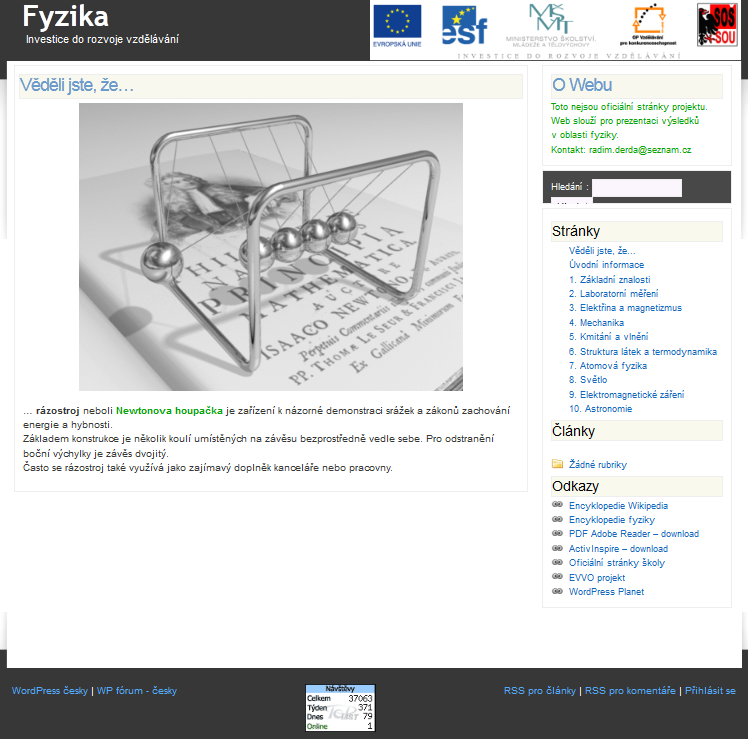 Fyzika
Investice do rozvoje vzdělávání
EVROPSKÁ UNIE
esf
MŠMT
MINISTERSTVO ŠKOLSTVÍ,
MLÁDEŽE A TĚLOVÝCHOVY
OP Vzdělávání
pro konkurenceschopnost
SOŠ
SOU
INVESTICE DO ROZVOJE VZDĚLÁVÁNÍ
Věděli jste, že…
PRINCIPIA
MATHEMATICA.
AUCTORE
ISAACO NEWTONO
Perpetuis Commentariis
PP. THOMÆ LE SEUR & FRANCISCI
Ex Gallicana Minimorum
… rázostroj neboli Newtonova houpačka je zařízení k názorné demonstraci srážek a zákonů zachování
energie a hybnosti.
Základem konstrukce je několik koulí umístěných na závěsu bezprostředně vedle sebe. Pro odstranění
boční výchylky je závěs dvojitý.
Často se rázostroj také využívá jako zajímavý doplněk kanceláře nebo pracovny.
O Webu
Toto nejsou oficiální stránky projektu.
Web slouží pro prezentaci výsledků
v oblasti fyziky.
Kontakt: radim.derda@seznam.cz
Hledání :
Stránky
Věděli jste, že…
Úvodní informace
1. Základní znalosti
2. Laboratorní měření
3. Elektřina a magnetizmus
4. Mechanika
5. Kmitání a vlnění
6. Struktura látek a termodynamika
7. Atomová fyzika
8. Světlo
9. Elektromagnetické záření
10. Astronomie
Články
Žádné rubriky
Odkazy
Encyklopedie Wikipedia
Encyklopedie fyziky
PDF Adobe Reader – download
ActivInspire – download
Oficiální stránky školy
EVVO projekt
WordPress Planet
WordPress česky | WP fórum - česky
Návštěvy
Celkem 37063
Týden 371
Dnes 79
Online 1
RSS pro články | RSS pro komentáře | Přihlásit se